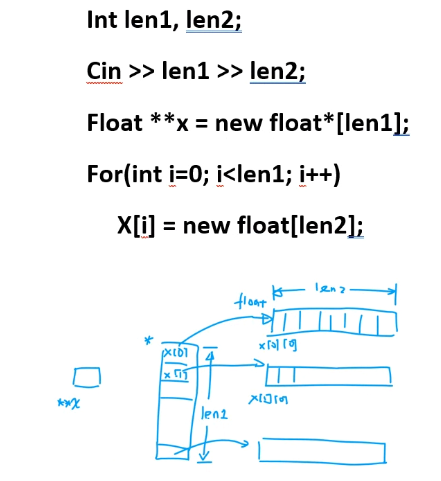 Int len1, len2;
Cin >> len1 >> len2;
Float **x = new float*[len1];
For(int i=0; i<len1; i++)
X[i] = new float[len2];
len2
float
*
x[0]
x[0][0]
x[1]
x[1][0]
**x
len1